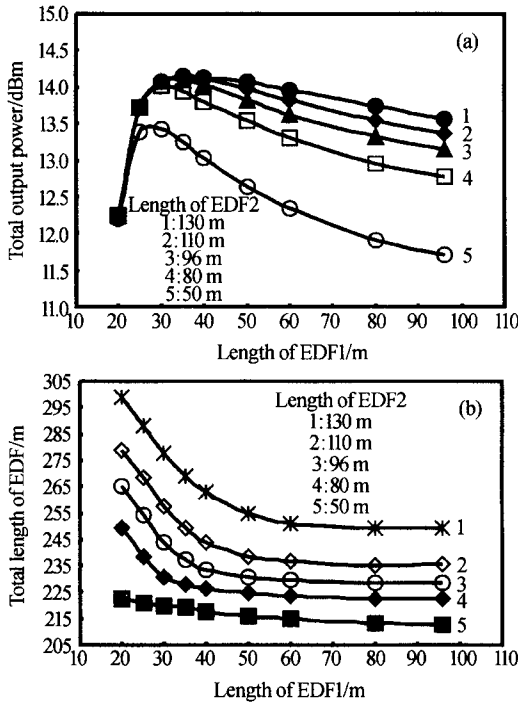 (a)
Total output power/dBm
15.0
14.5
14.0
13.5
13.0
12.5
12.0
11.5
11.0
Length of EDF2
1:130 m
2:110 m
3:96 m
4:80 m
5:50 m
1
2
3
4
5
10 20 30 40 50 60 70 80 90 100 110
Length of EDF1/m
(b)
Total length of EDF/m
305
295
285
275
265
255
245
235
225
215
205
Length of EDF2
1:130 m
2:110 m
3:96 m
4:80 m
5:50 m
1
2
3
4
5
10 20 30 40 50 60 70 80 90 100 110
Length of EDF1/m